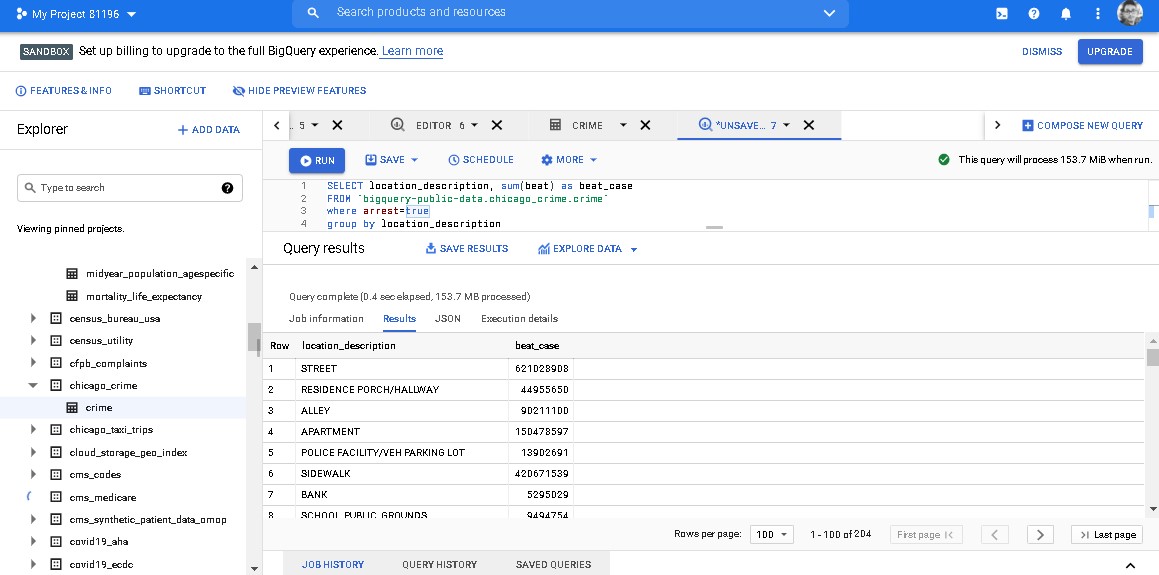 My Project 81196
Search products and resources
SANDBOX Set up billing to upgrade to the full BigQuery experience. Learn more
DISMISS UPGRADE
FEATURES & INFO SHORTCUT HIDE PREVIEW FEATURES
Explorer
+ ADD DATA
Type to search
Viewing pinned projects.
midyear_population_agespecific
mortality_life_expectancy
census_bureau_usa
census_utility
cfpb_complaints
chicago_crime
crime
chicago_taxi_trips
cloud_storage_geo_index
cms_codes
cms_medicare
cms_synthetic_patient_data_omop
covid19_aha
covid19_ecdc
.. 5 EDITOR 6 CRIME *UNSAVE... 7 COMPOSE NEW QUERY
RUN SAVE SCHEDULE MORE This query will process 153.7 MiB when run.
1 SELECT location_description, sum(beat) as beat_case
2 FROM `bigquery-public-data.chicago_crime.crime`
3 where arrest=true
4 group by location_description
Query results SAVE RESULTS EXPLORE DATA
Query complete (0.4 sec elapsed, 153.7 MB processed)
Job information Results JSON Execution details
Row location_description beat_case
1 STREET 621028908
2 RESIDENCE PORCH/HALLWAY 44955650
3 ALLEY 90211100
4 APARTMENT 150478597
5 POLICE FACILITY/VEH PARKING LOT 13902691
6 SIDEWALK 420671539
7 BANK 5295029
8 SCHOOL, PUBLIC, GROUNDS 9494754
Rows per page: 100 1 - 100 of 204 First page Last page
JOB HISTORY QUERY HISTORY SAVED QUERIES